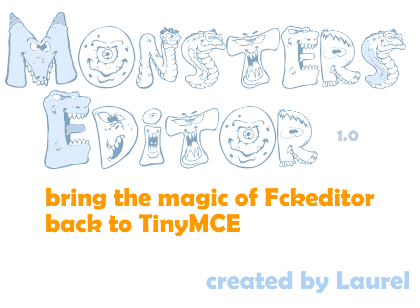 MONSTERS
EDITOR 1.0
bring the magic of Fckeditor
back to TinyMCE
created by Laurel